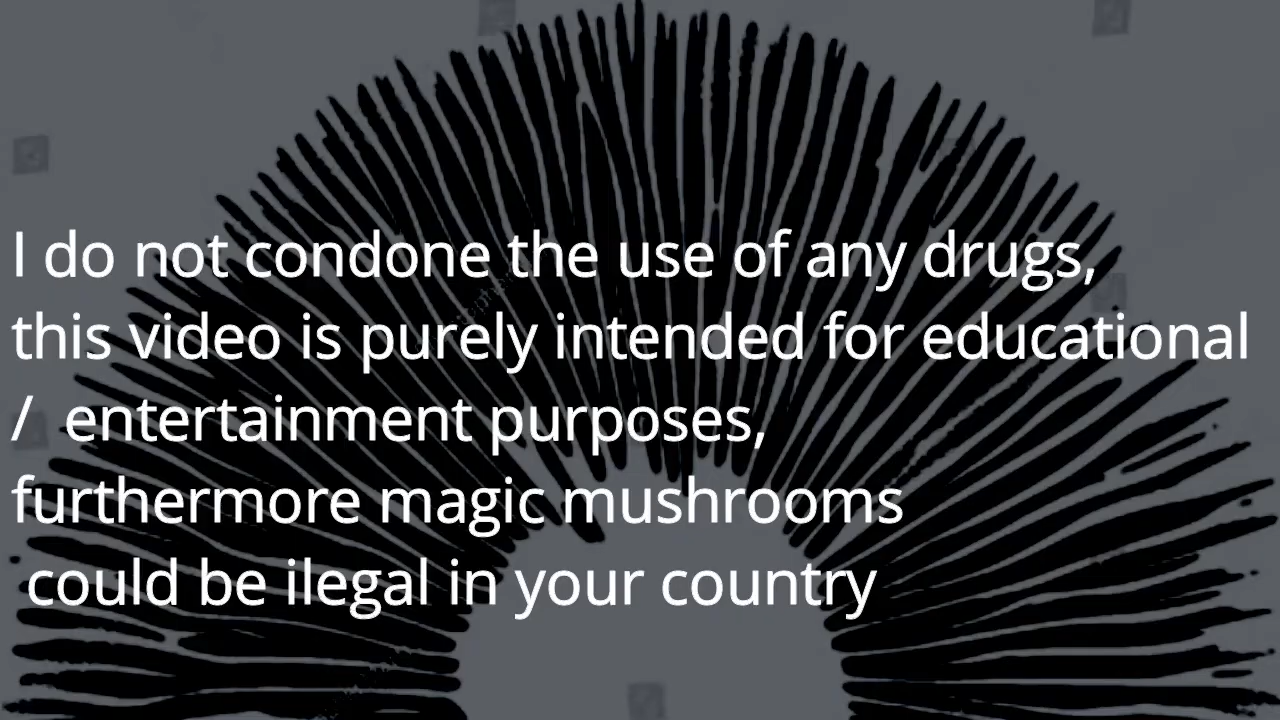 I do not condone the use of any drugs,
this video is purely intended for educational
/ entertainment purposes,
furthermore magic mushrooms
could be ilegal in your country